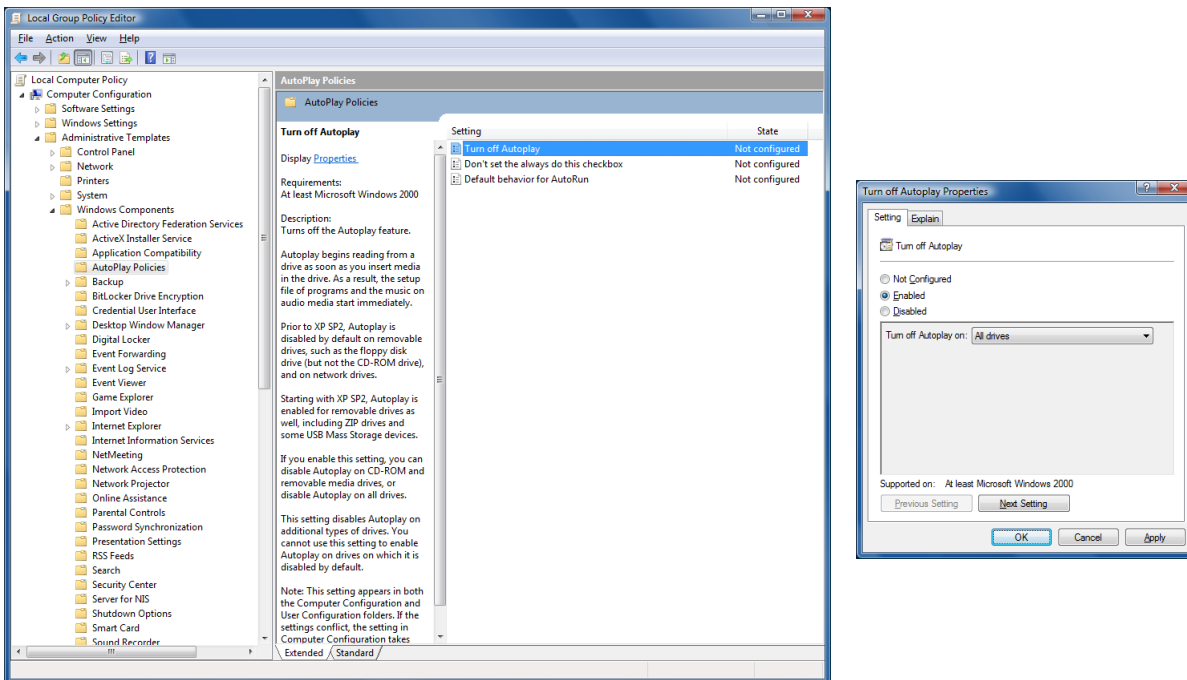 Local Group Policy Editor
File Action View Help
Local Computer Policy
Computer Configuration
Software Settings
Windows Settings
Administrative Templates
Control Panel
Network
Printers
System
Windows Components
Active Directory Federation Services
ActiveX Installer Service
Application Compatibility
AutoPlay Policies
Backup
BitLocker Drive Encryption
Credential User Interface
Desktop Window Manager
Digital Locker
Event Forwarding
Event Log Service
Event Viewer
Game Explorer
Import Video
Internet Explorer
Internet Information Services
NetMeeting
Network Access Protection
Network Projector
Online Assistance
Parental Controls
Password Synchronization
Presentation Settings
RSS Feeds
Search
Security Center
Server for NIS
Shutdown Options
Smart Card
Sound Recorder
AutoPlay Policies
AutoPlay Policies
Turn off Autoplay
Display Properties
Requirements:
At least Microsoft Windows 2000
Description:
Turns off the Autoplay feature.
Autoplay begins reading from a
drive as soon as you insert media
in the drive. As a result, the setup
file of programs and the music on
audio media start immediately.
Prior to XP SP2, Autoplay is
disabled by default on removable
drives, such as the floppy disk
drive (but not the CD-ROM drive),
and on network drives.
Starting with XP SP2, Autoplay is
enabled for removable drives as
well, including ZIP drives and
some USB Mass Storage devices.
If you enable this setting, you can
disable Autoplay on CD-ROM and
removable media drives, or
disable Autoplay on all drives.
This setting disables Autoplay on
additional types of drives. You
cannot use this setting to enable
Autoplay on drives on which it is
disabled by default.
Note: This setting appears in both
the Computer Configuration and
User Configuration folders. If the
settings conflict, the setting in
Computer Configuration takes
Setting State
Turn off Autoplay Not configured
Don't set the always do this checkbox Not configured
Default behavior for AutoRun Not configured
Extended Standard
Turn off Autoplay Properties
Setting Explain
Turn off Autoplay
Not Configured
Enabled
Disabled
Turn off Autoplay on: All drives
Supported on: At least Microsoft Windows 2000
Previous Setting Next Setting
OK Cancel Apply